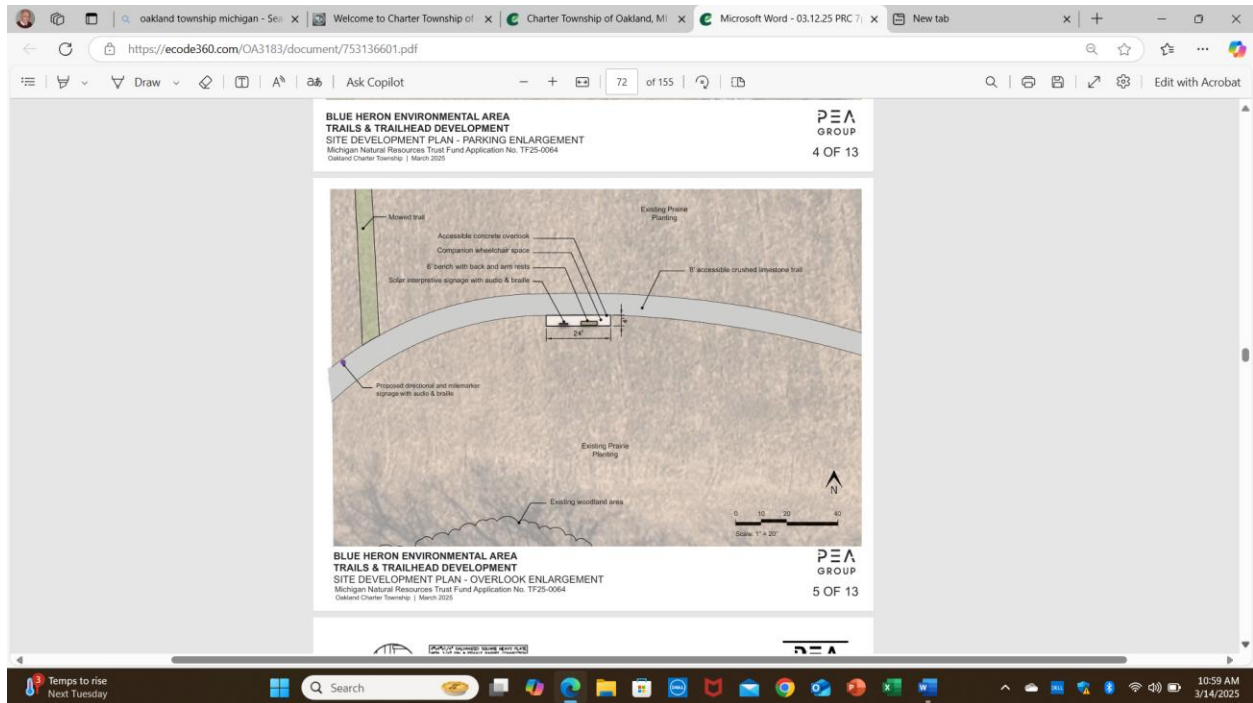 oakland township michigan - Sea
Welcome to Charter Township of
Charter Township of Oakland, MI
Microsoft Word - 03.12.25 PRC 7
New tab
https://ecode360.com/OA3183/document/753136601.pdf
Draw
Ask Copilot
72 of 155
Edit with Acrobat
BLUE HERON ENVIRONMENTAL AREA
TRAILS & TRAILHEAD DEVELOPMENT
SITE DEVELOPMENT PLAN - PARKING ENLARGEMENT
Michigan Natural Resources Trust Fund Application No. TF25-0064
Oakland Charter Township | March 2025
PEΛ
GROUP
4 OF 13
Mowed trail
Existing Prairie
Planting
Accessible concrete overlook
Companion wheelchair space
6' bench with back and arm rests
Solar interpretive signage with audio & braille
8' accessible crushed limestone trail
24'
Proposed directional and milemarker
signage with audio & braille
Existing Prairie
Planting
Existing woodland area
N
0 10 20 40
Scale: 1" = 20'
BLUE HERON ENVIRONMENTAL AREA
TRAILS & TRAILHEAD DEVELOPMENT
SITE DEVELOPMENT PLAN - OVERLOOK ENLARGEMENT
Michigan Natural Resources Trust Fund Application No. TF25-0064
Oakland Charter Township | March 2025
PEΛ
GROUP
5 OF 13
3
Temps to rise
Next Tuesday
Search
10:59 AM
3/14/2025